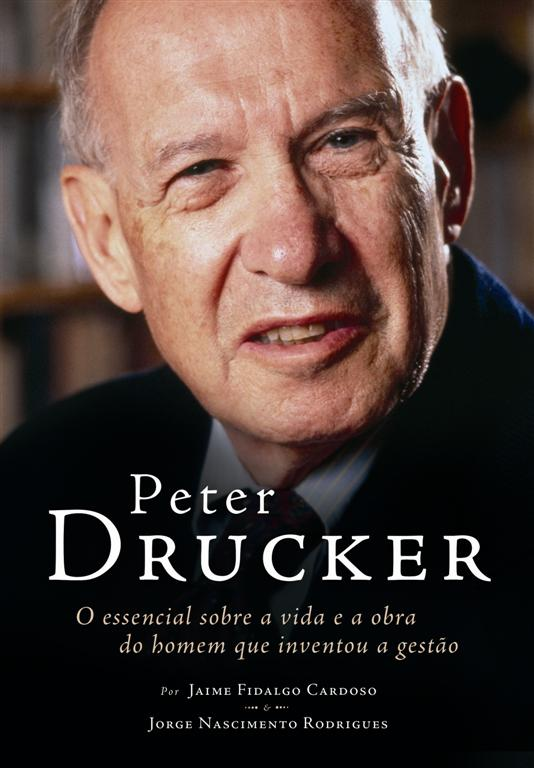 Peter
DRUCKER
O essencial sobre a vida e a obra
do homem que inventou a gestão
Por JAIME FIDALGO CARDOSO
&
JORGE NASCIMENTO RODRIGUES